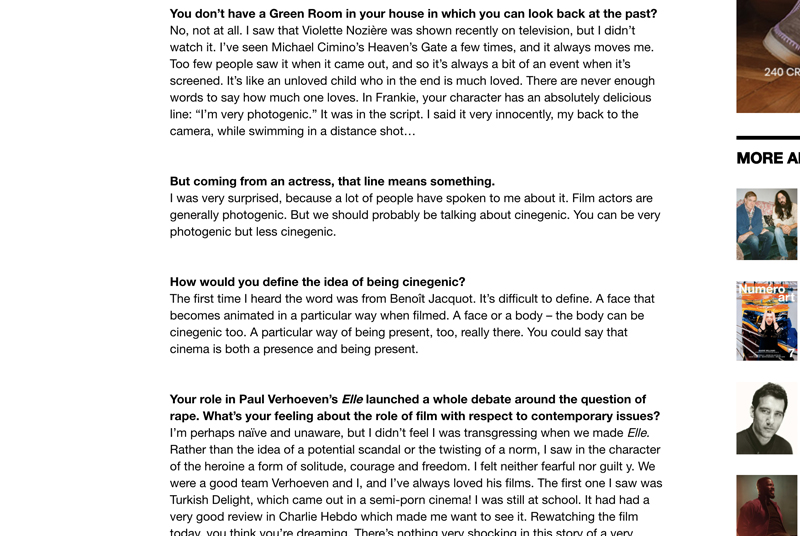 You don’t have a Green Room in your house in which you can look back at the past?
No, not at all. I saw that Violette Nozière was shown recently on television, but I didn’t
watch it. I’ve seen Michael Cimino’s Heaven’s Gate a few times, and it always moves me.
Too few people saw it when it came out, and so it’s always a bit of an event when it’s
screened. It’s like an unloved child who in the end is much loved. There are never enough
words to say how much one loves. In Frankie, your character has an absolutely delicious
line: “I’m very photogenic.” It was in the script. I said it very innocently, my back to the
camera, while swimming in a distance shot…
But coming from an actress, that line means something.
I was very surprised, because a lot of people have spoken to me about it. Film actors are
generally photogenic. But we should probably be talking about cinegenic. You can be very
photogenic but less cinegenic.
How would you define the idea of being cinegenic?
The first time I heard the word was from Benoît Jacquot. It’s difficult to define. A face that
becomes animated in a particular way when filmed. A face or a body – the body can be
cinegenic too. A particular way of being present, too, really there. You could say that
cinema is both a presence and being present.
Your role in Paul Verhoeven’s Elle launched a whole debate around the question of
rape. What’s your feeling about the role of film with respect to contemporary issues?
I’m perhaps naïve and unaware, but I didn’t feel I was transgressing when we made Elle.
Rather than the idea of a potential scandal or the twisting of a norm, I saw in the character
of the heroine a form of solitude, courage and freedom. I felt neither fearful nor guilt y. We
were a good team Verhoeven and I, and I’ve always loved his films. The first one I saw was
Turkish Delight, which came out in a semi-porn cinema! I was still at school. It had had a
very good review in Charlie Hebdo which made me want to see it. Rewatching the film
today, you think you’re dreaming. There’s nothing very shocking in this story of a very
240 CR
MORE A
Numéro
art
7